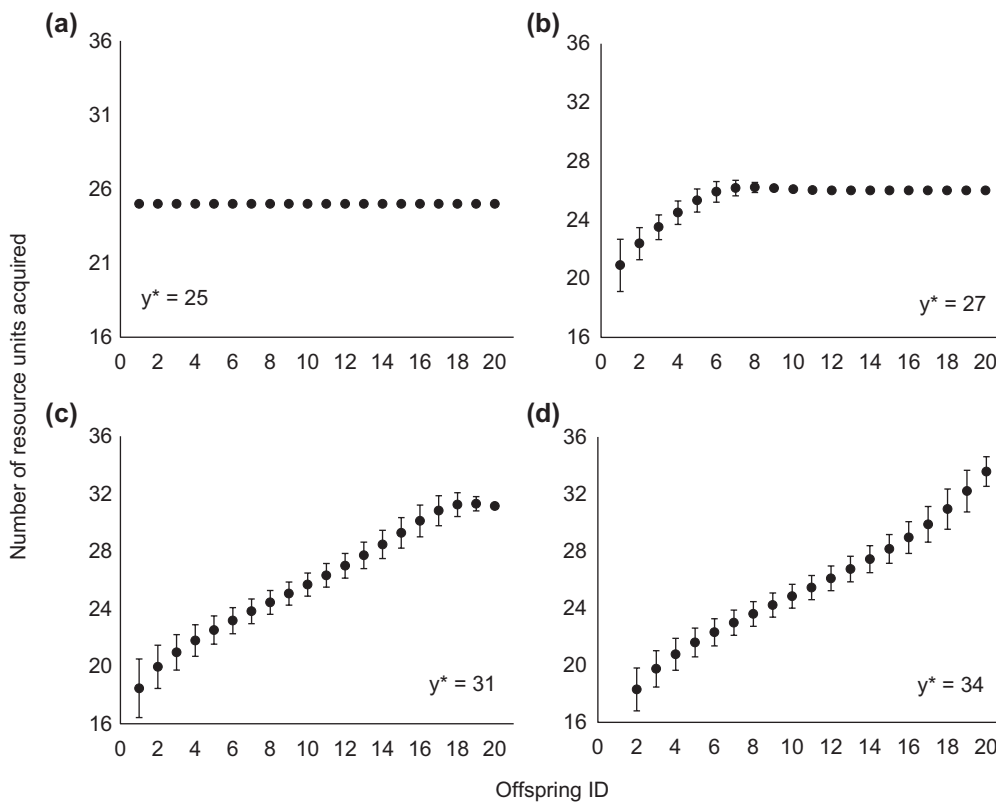 (a)
36
31
26
21
16
y* = 25
0 2 4 6 8 10 12 14 16 18 20
(b)
36
32
28
24
20
16
y* = 27
0 2 4 6 8 10 12 14 16 18 20
(c)
36
32
28
24
20
16
y* = 31
0 2 4 6 8 10 12 14 16 18 20
(d)
36
32
28
24
20
16
y* = 34
0 2 4 6 8 10 12 14 16 18 20
Number of resource units acquired
Offspring ID